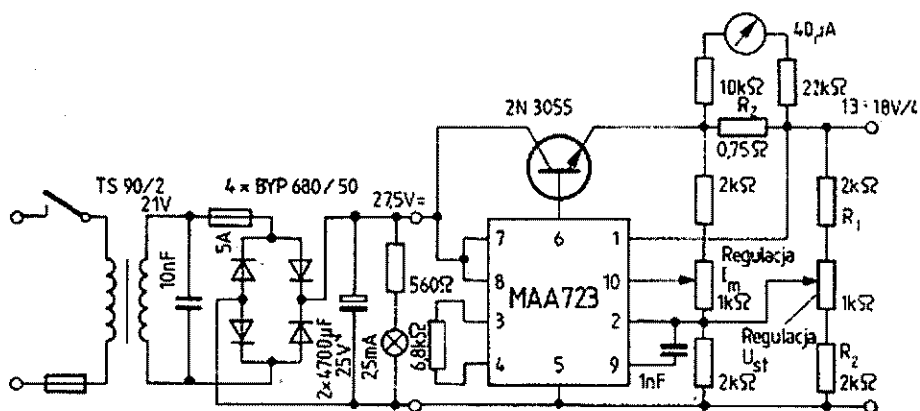 40μA
10kΩ
22kΩ
2N 3055
R₂
13÷18V/4
0,75Ω
TS 90/2
21V
4 × BYP 680/50
27,5V=
2kΩ
2kΩ
R₁
5A
7
6
1
Regulacja
I m
1kΩ
10nF
8
10
560Ω
MAA723
1kΩ
3
2
Regulacja
U st
2×4700μF
25V
25mA
6,8kΩ
4
5
9
1nF
2kΩ
R₂
2kΩ